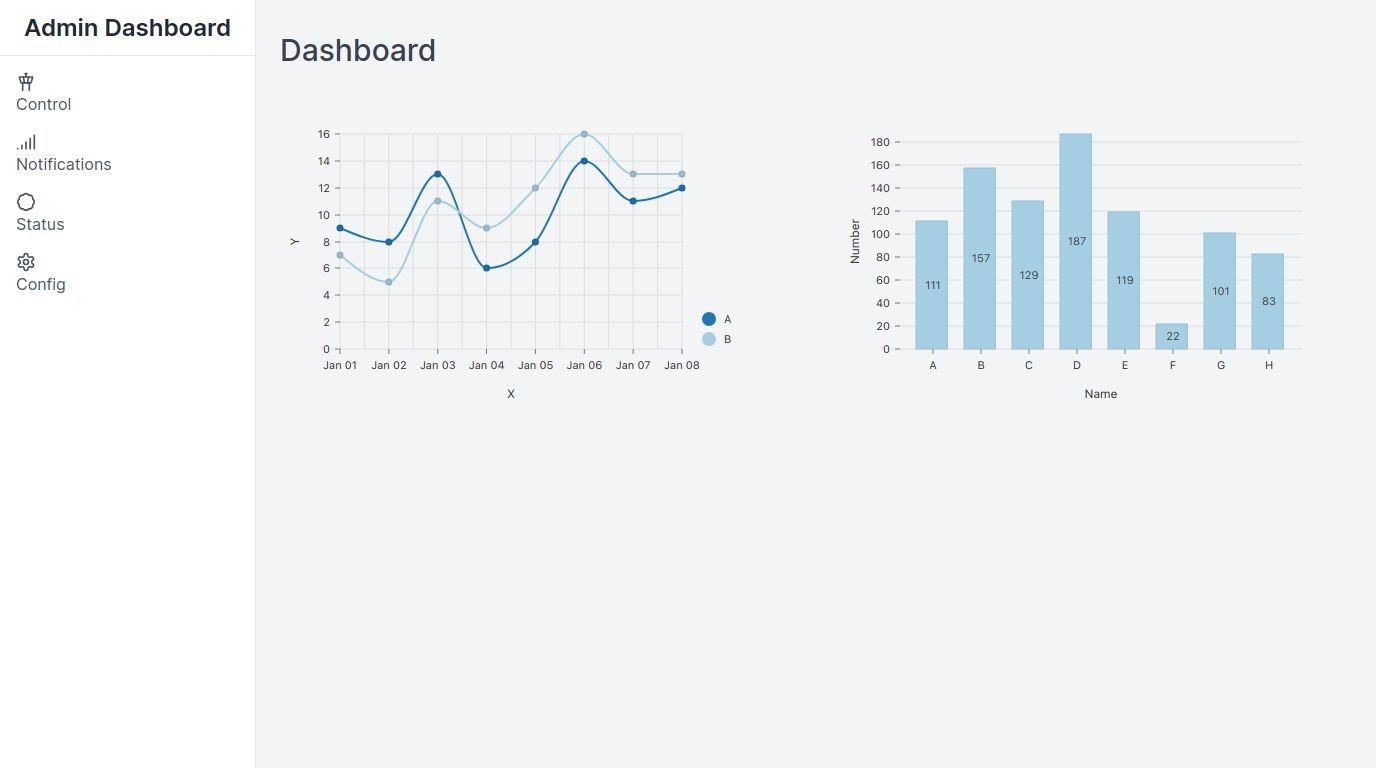 Admin Dashboard
Control
Notifications
Status
Config
Dashboard
16
14
12
10
8
6
4
2
0
Y
Jan 01 Jan 02 Jan 03 Jan 04 Jan 05 Jan 06 Jan 07 Jan 08
X
A
B
180
160
140
120
100
80
60
40
20
0
Number
111 157 129 187 119 22 101 83
A B C D E F G H
Name